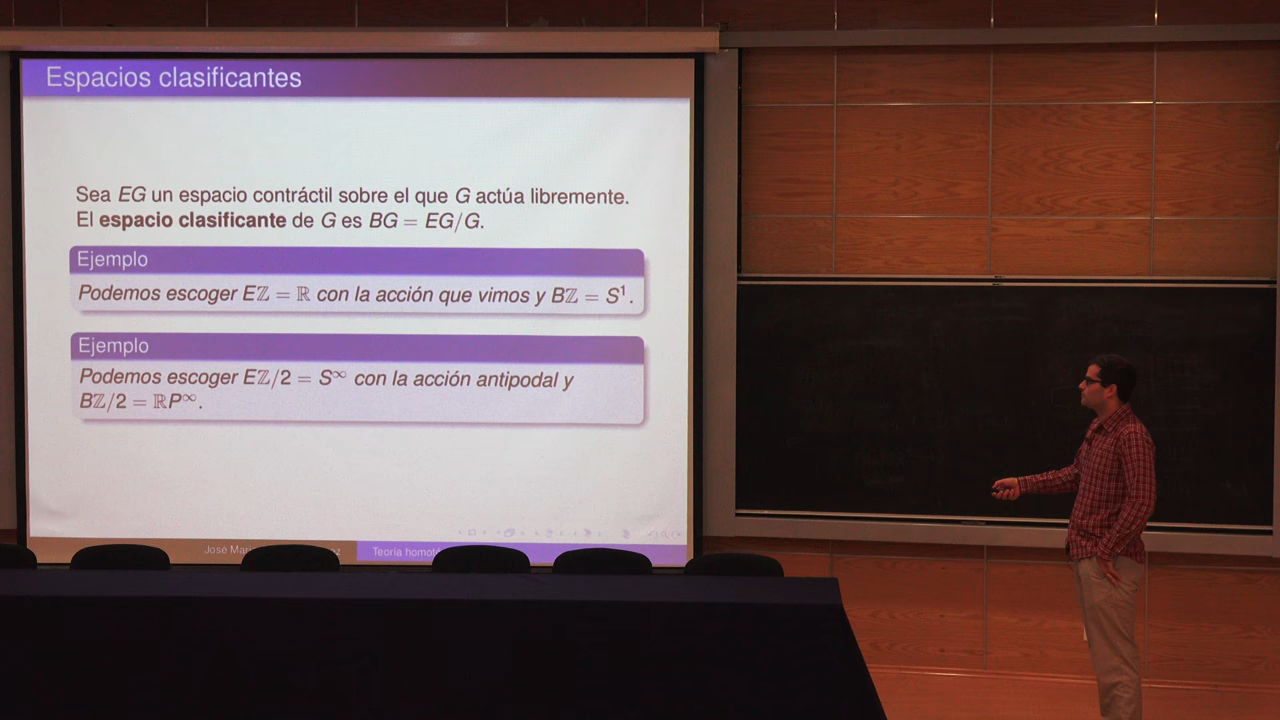 Espacios clasificantes
Sea EG un espacio contráctil sobre el que G actúa libremente.
El espacio clasificante de G es BG = EG/G.
Ejemplo
Podemos escoger Eℤ = ℝ con la acción que vimos y Bℤ = S¹.
Ejemplo
Podemos escoger Eℤ/2 = S^∞ con la acción antipodal y
Bℤ/2 = ℝP^∞.
José
Teoría